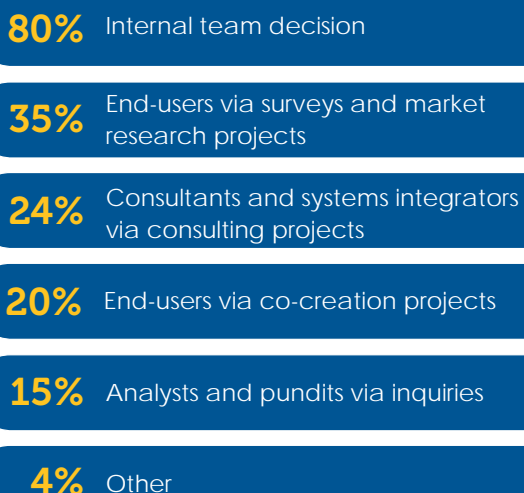 80% Internal team decision
35% End-users via surveys and market
research projects
24% Consultants and systems integrators
via consulting projects
20% End-users via co-creation projects
15% Analysts and pundits via inquiries
4% Other